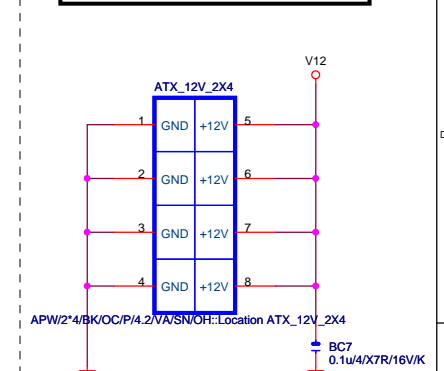 V12
ATX_12V_2X4
1 GND +12V 5
2 GND +12V 6
3 GND +12V 7
4 GND +12V 8
APW/2*4/BK/OC/P/4.2/VA/SN/OH::Location ATX_12V_2X4
BC7
0.1u/4/X7R/16V/K